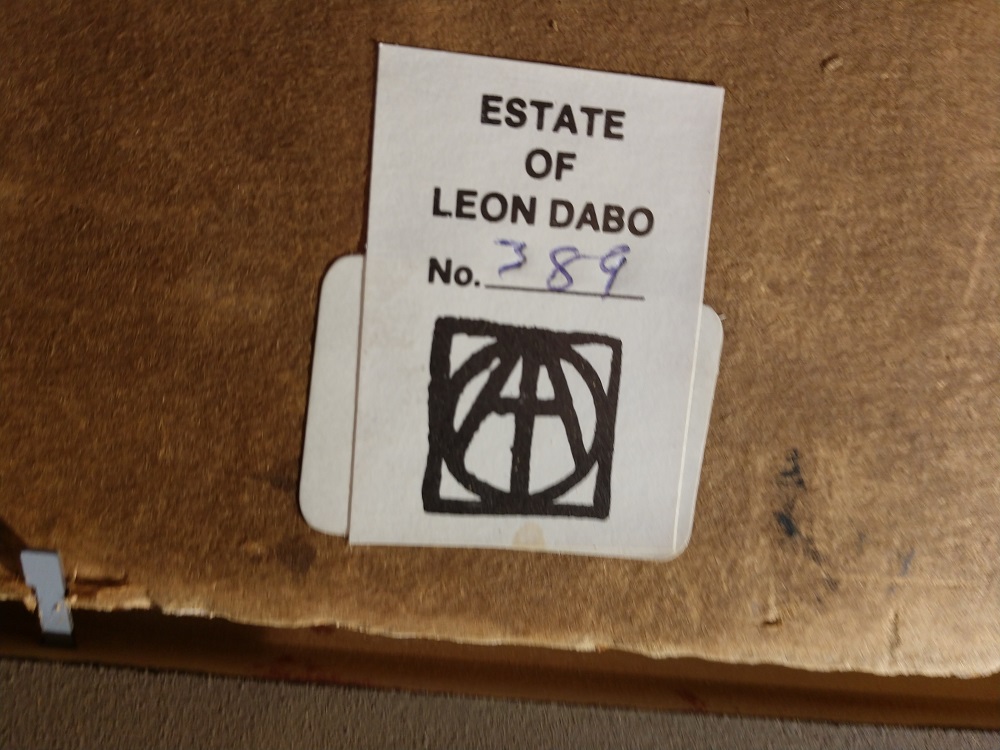 ESTATE
OF
LEON DABO
No. 389